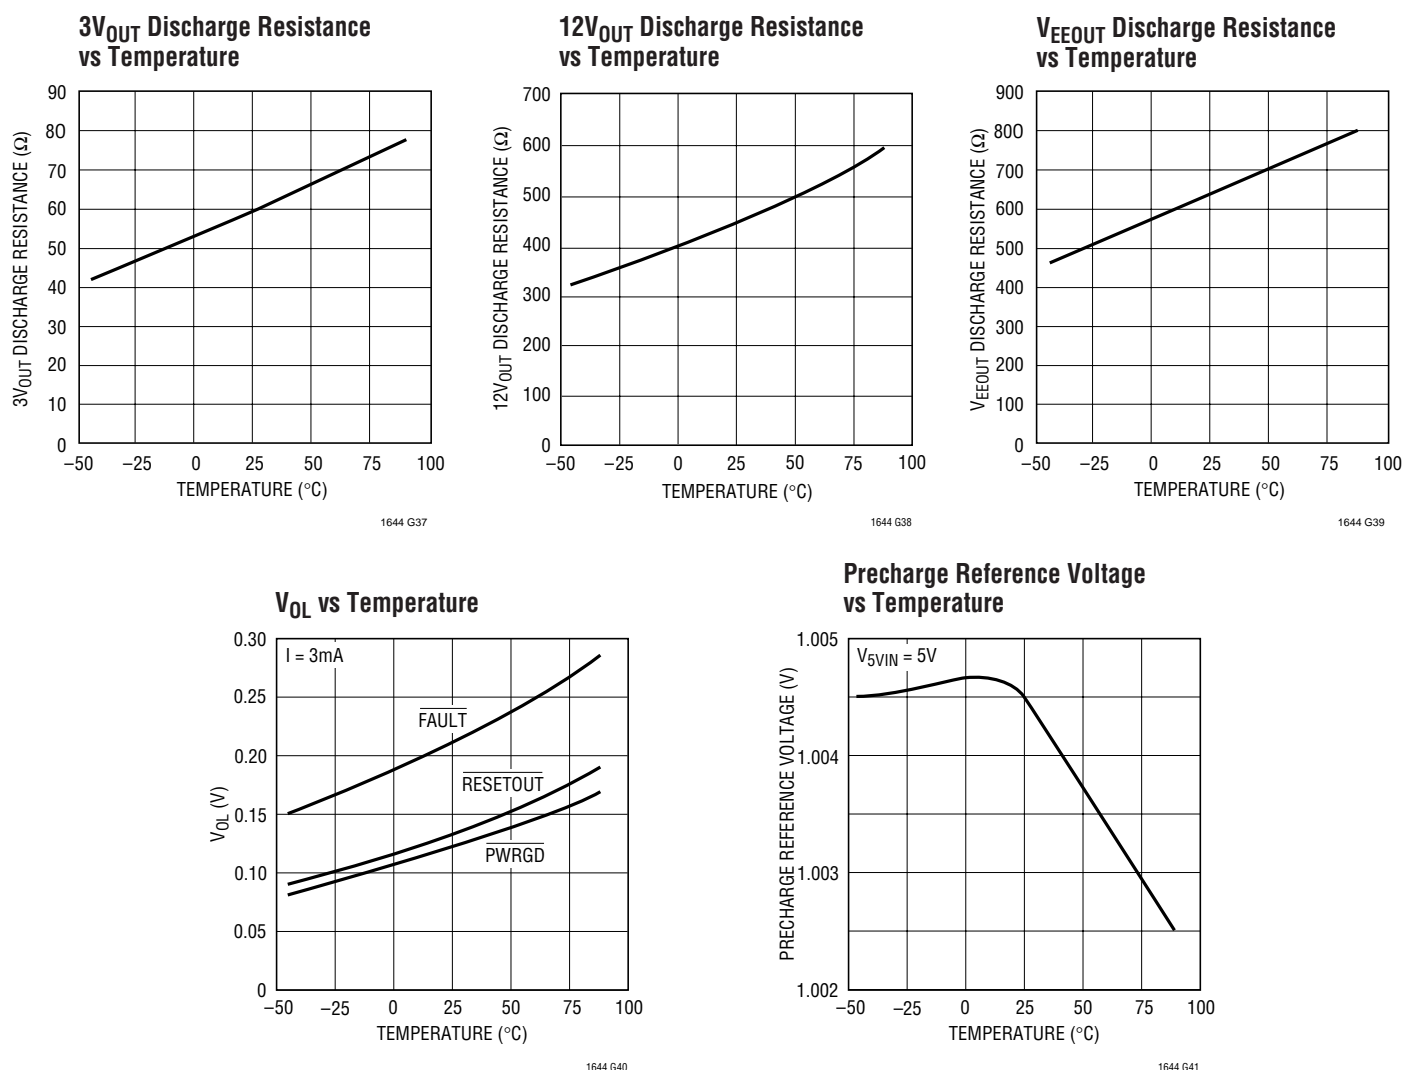 3VOUT Discharge Resistance
vs Temperature
90
80
70
60
50
40
30
20
10
0
3VOUT DISCHARGE RESISTANCE (Ω)
–50 –25 0 25 50 75 100
TEMPERATURE (°C)
1644 G37
12VOUT Discharge Resistance
vs Temperature
700
600
500
400
300
200
100
0
12VOUT DISCHARGE RESISTANCE (Ω)
–50 –25 0 25 50 75 100
TEMPERATURE (°C)
1644 G38
VEEOUT Discharge Resistance
vs Temperature
900
800
700
600
500
400
300
200
100
0
VEEOUT DISCHARGE RESISTANCE (Ω)
–50 –25 0 25 50 75 100
TEMPERATURE (°C)
1644 G39
VOL vs Temperature
0.30
0.25
0.20
0.15
0.10
0.05
0
VOL (V)
I = 3mA
FAULT
RESETOUT
PWRGD
–50 –25 0 25 50 75 100
TEMPERATURE (°C)
1644 G40
Precharge Reference Voltage
vs Temperature
1.005
1.004
1.003
1.002
PRECHARGE REFERENCE VOLTAGE (V)
V5VIN = 5V
–50 –25 0 25 50 75 100
TEMPERATURE (°C)
1644 G41